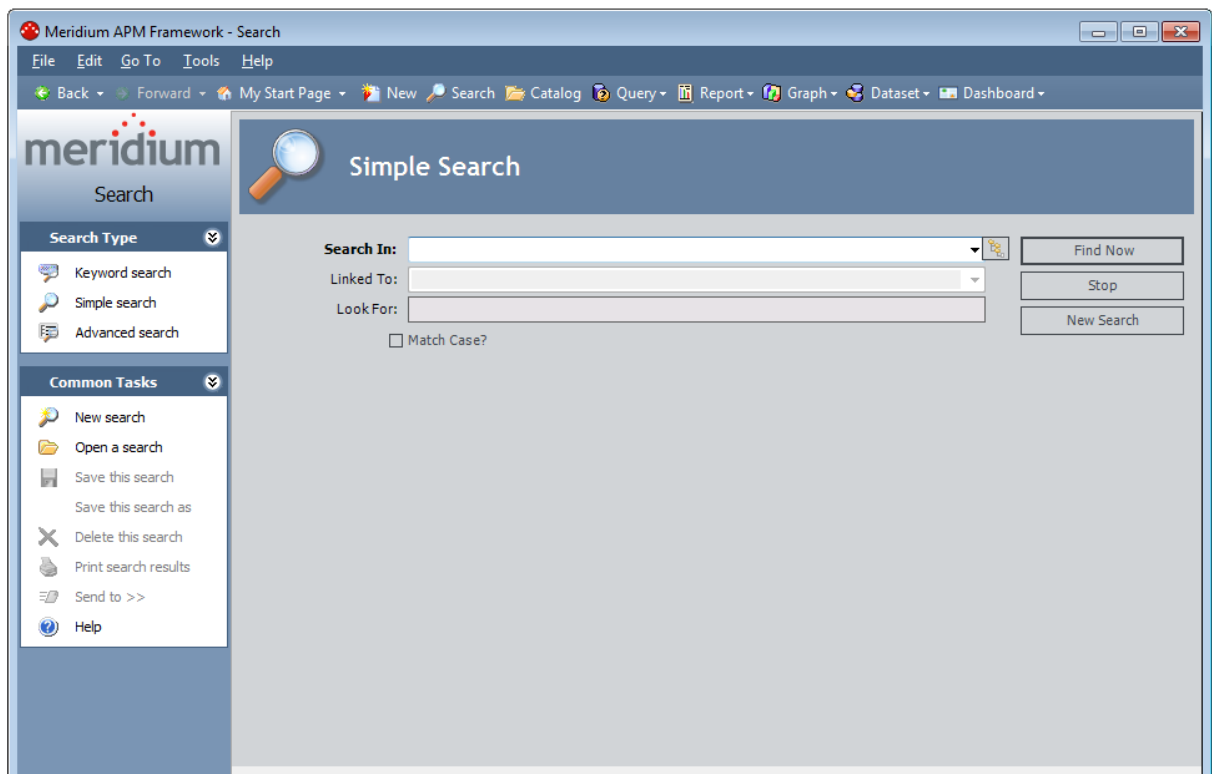 Meridium APM Framework - Search
File Edit Go To Tools Help
Back Forward My Start Page New Search Catalog Query Report Graph Dataset Dashboard
meridium
Search
Simple Search
Search Type
Keyword search
Simple search
Advanced search
Common Tasks
New search
Open a search
Save this search
Save this search as
Delete this search
Print search results
Send to >>
Help
Search In:
Find Now
Linked To:
Stop
Look For:
New Search
Match Case?